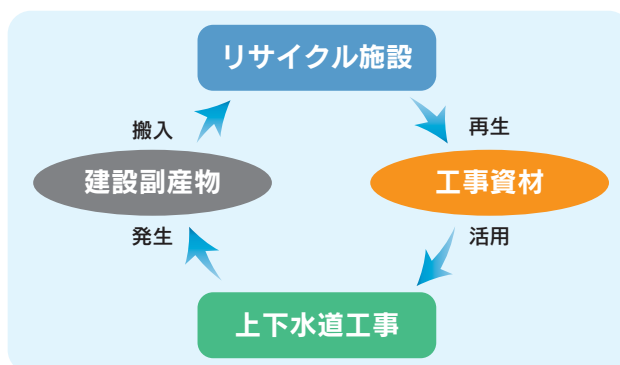 リサイクル施設
搬入
再生
建設副産物
工事資材
発生
活用
上下水道工事